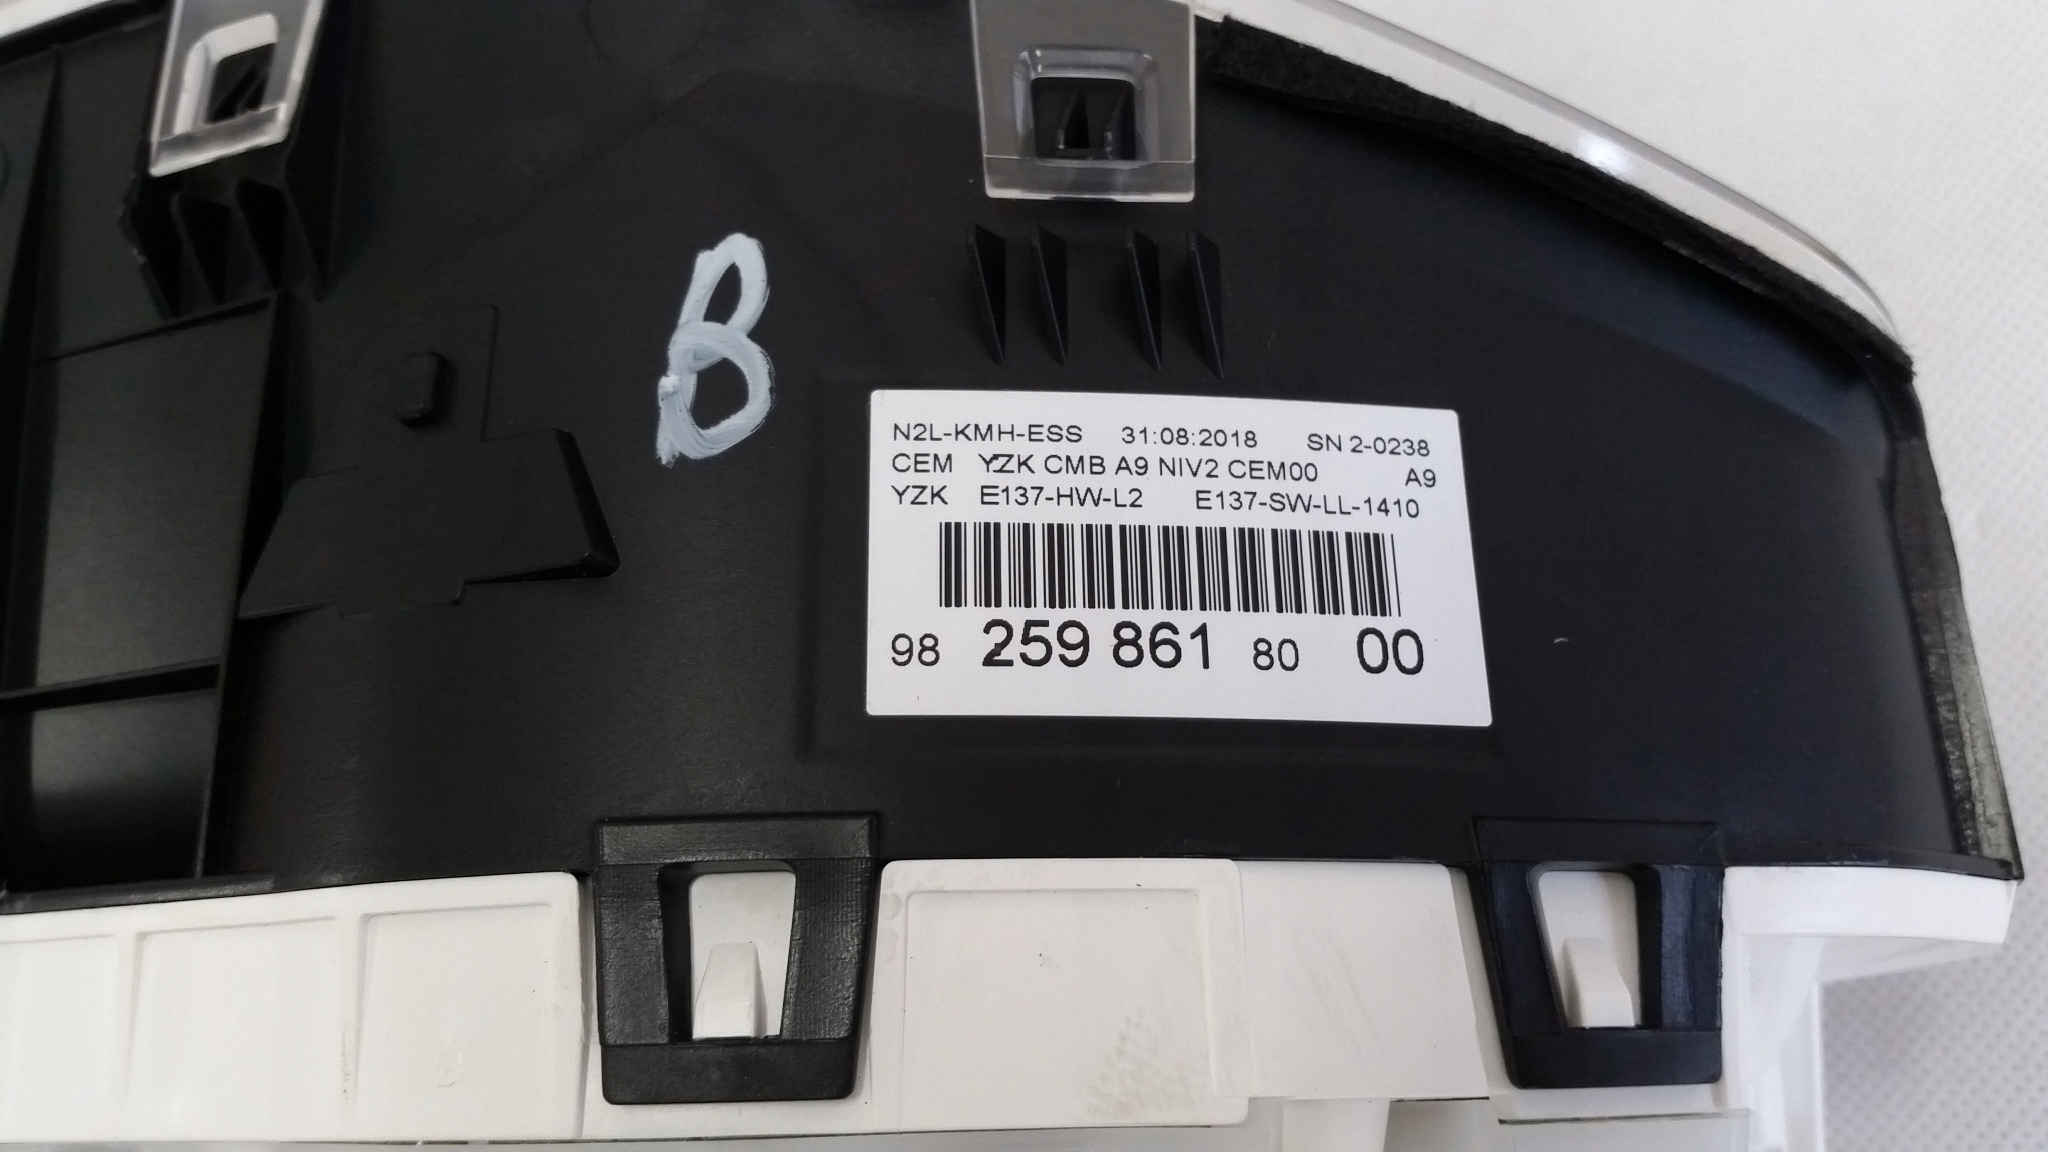 B
N2L-KMH-ESS 31:08:2018 SN 2-0238
CEM YZK CMB A9 NIV2 CEM00 A9
YZK E137-HW-L2 E137-SW-LL-1410
98 259 861 80 00